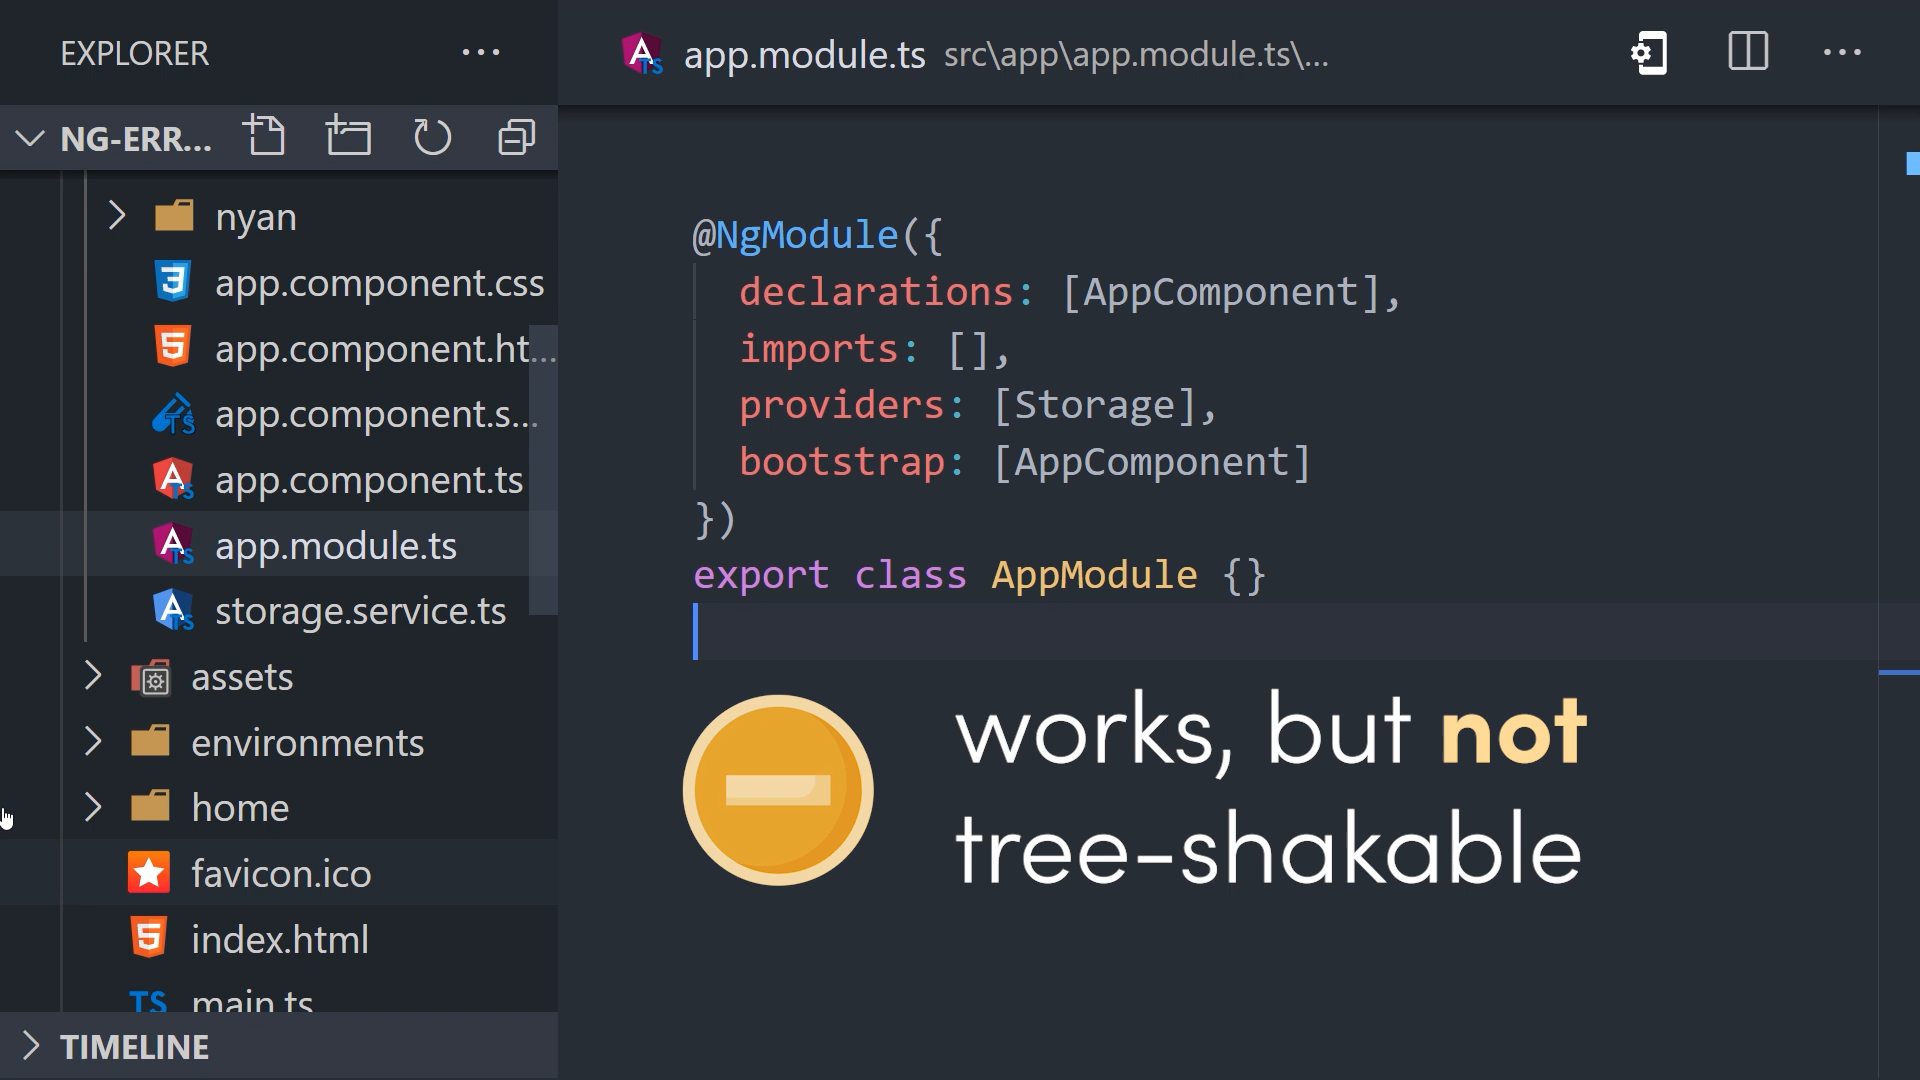 EXPLORER
NG-ERR...
nyan
app.component.css
app.component.ht...
app.component.s...
app.component.ts
app.module.ts
storage.service.ts
assets
environments
home
favicon.ico
index.html
main.ts
TIMELINE
app.module.ts src\app\app.module.ts\...
@NgModule({
declarations: [AppComponent],
imports: [],
providers: [Storage],
bootstrap: [AppComponent]
})
export class AppModule {}
works, but not
tree-shakable